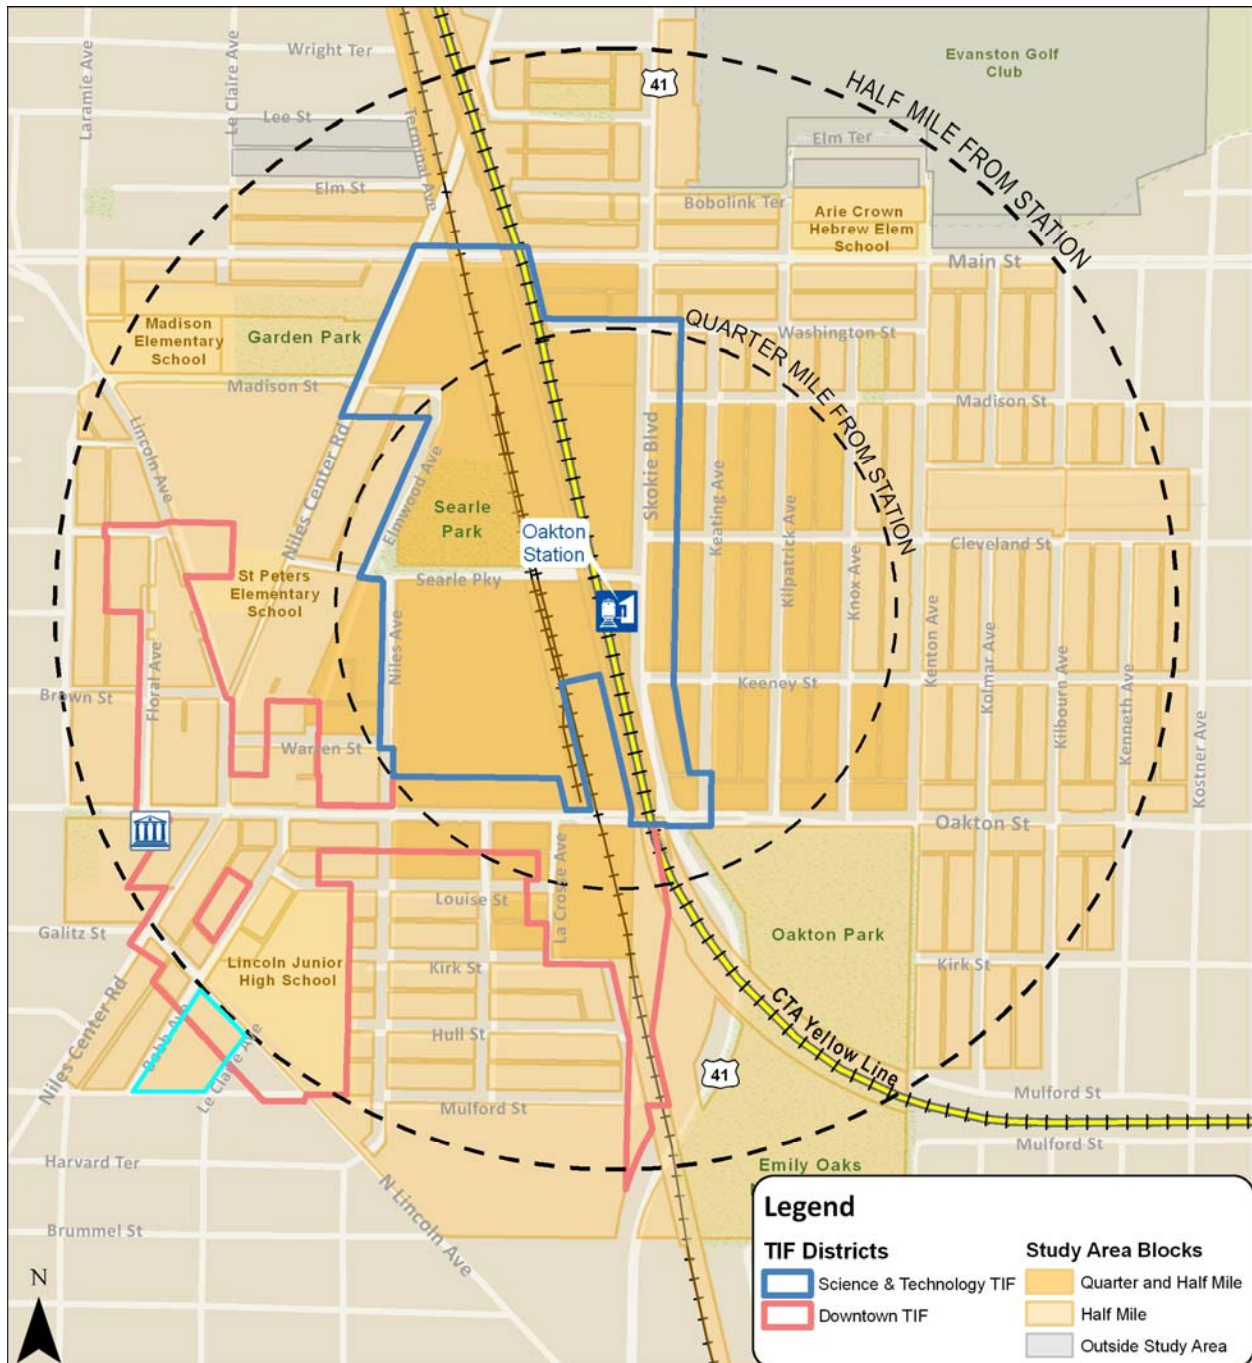 Wright Ter
Laramie Ave
Le Claire Ave
41
Evanston Golf
Club
HALF MILE FROM STATION
Lee St
Terminal Ave
Elm Ter
Elm St
Bobolink Ter
Arie Crown
Hebrew Elem
School
Main St
Madison
Elementary
School
Garden Park
QUARTER MILE FROM STATION
Washington St
Madison St
Madison St
Lincoln Ave
Niles Center Rd
Elmwood Ave
Searle
Park
Oakton
Station
Skokie Blvd
Keating Ave
Kilpatrick Ave
Knox Ave
Cleveland St
St Peters
Elementary
School
Searle Pky
Niles Ave
Floral Ave
Brown St
Warren St
Keeney St
Kenton Ave
Kolmar Ave
Kilbourn Ave
Kenneth Ave
Kostner Ave
Oakton St
La Crosse Ave
Louise St
Galitz St
Lincoln Junior
High School
Kirk St
Oakton Park
Kirk St
Niles Center Rd
Babb Ave
Le Claire Ave
Hull St
CTA Yellow Line
41
Mulford St
Mulford St
Mulford St
Harvard Ter
N Lincoln Ave
Brummel St
Emily Oaks
N
Legend
TIF Districts
Science & Technology TIF
Downtown TIF
Study Area Blocks
Quarter and Half Mile
Half Mile
Outside Study Area